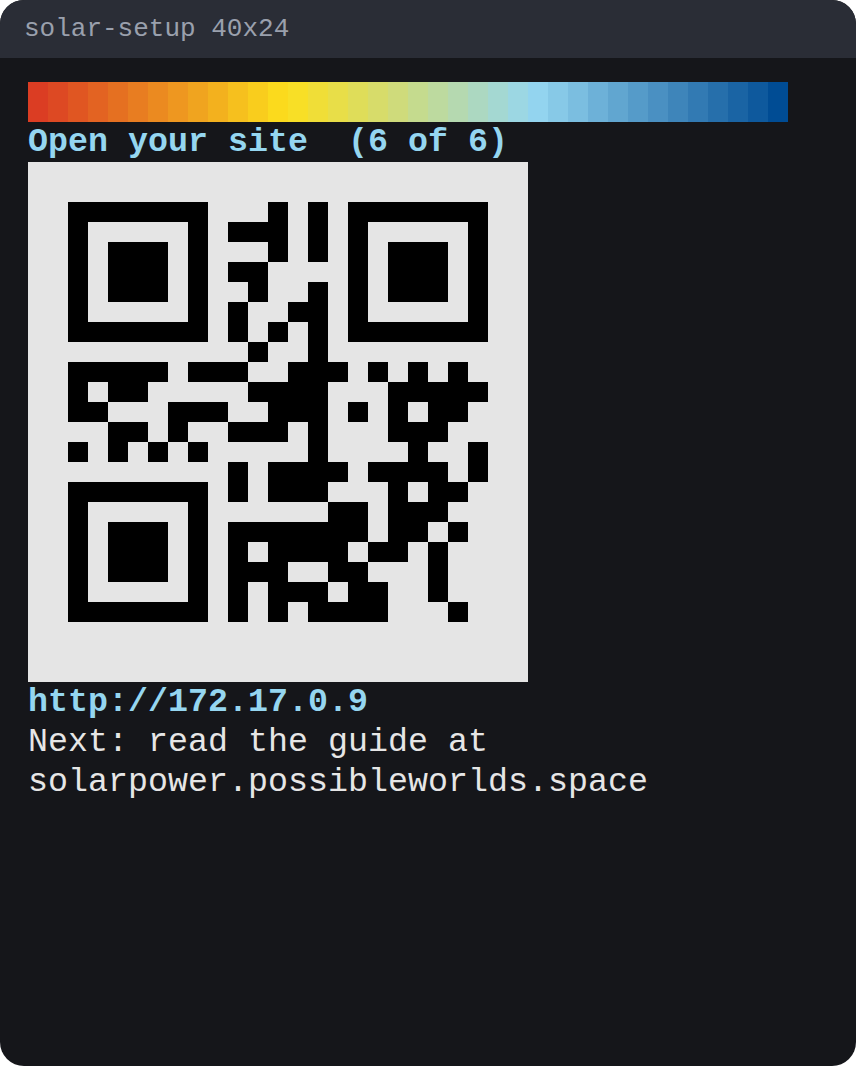 solar-setup 40x24
Open your site  (6 of 6)
http://172.17.0.9
Next: read the guide at
solarpower.possibleworlds.space